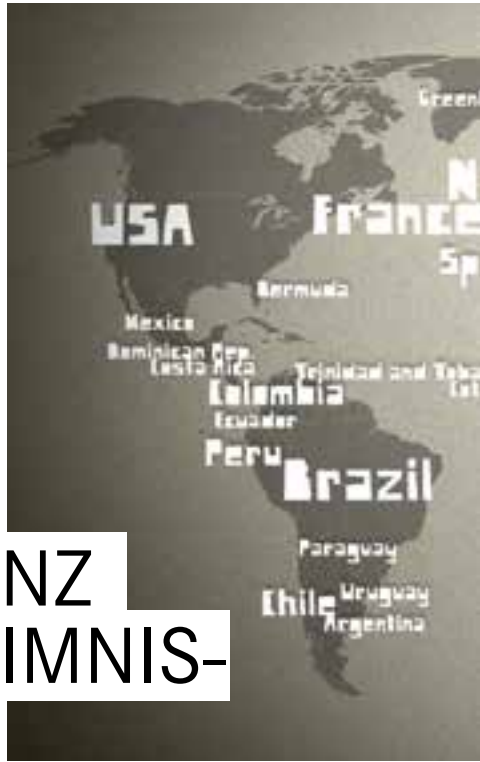 Greenl
N
USA
France
Sp
Bermuda
Mexico
Dominican Rep.
Costa Rica
Trinidad and Toba
Colombia
Ecuador
Peru
Brazil
Paraguay
NZ
Chile
Uruguay
Argentina
IMNIS-